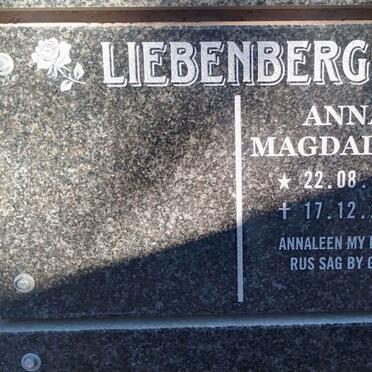 LIEBENBERG
ANNA
MAGDAL
★ 22.08.
✝ 17.12.
ANNALEEN MY
RUS SAG BY G